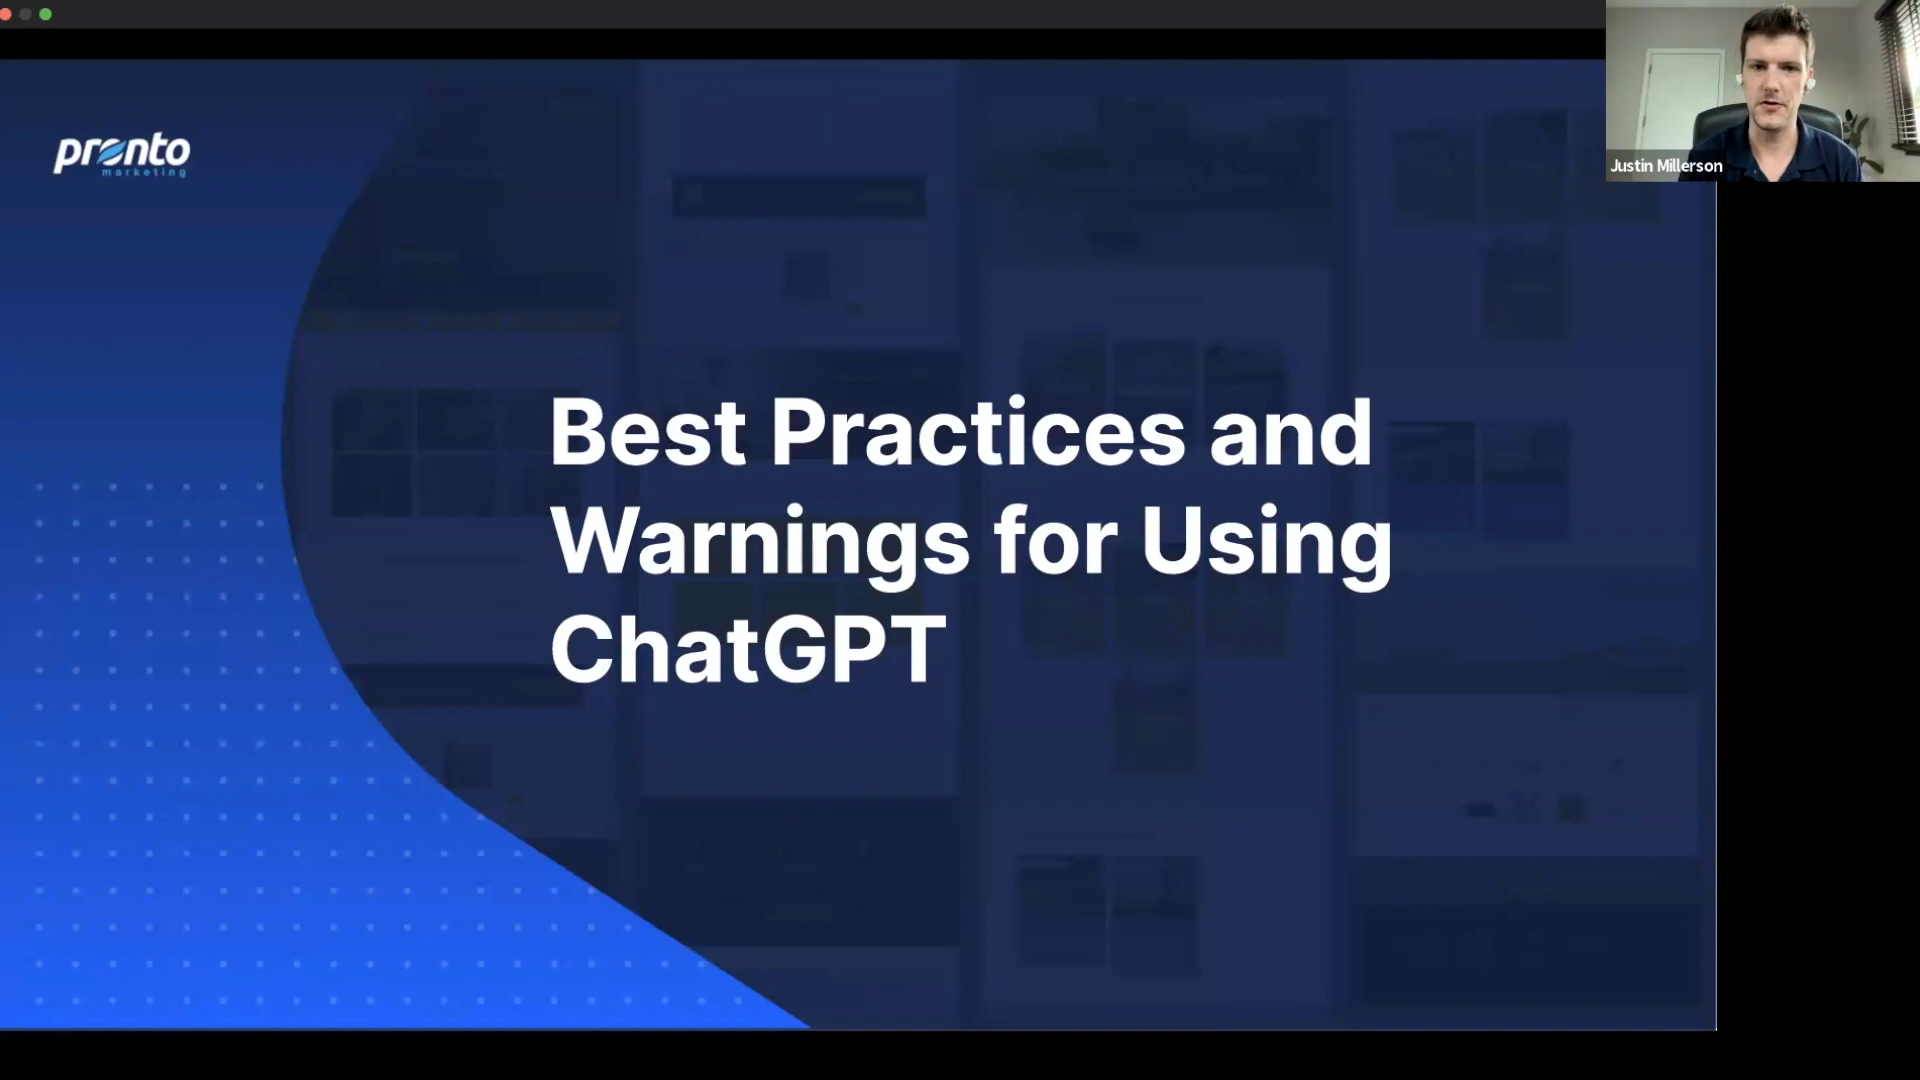 pronto
marketing
Justin Millerson
Best Practices and
Warnings for Using
ChatGPT